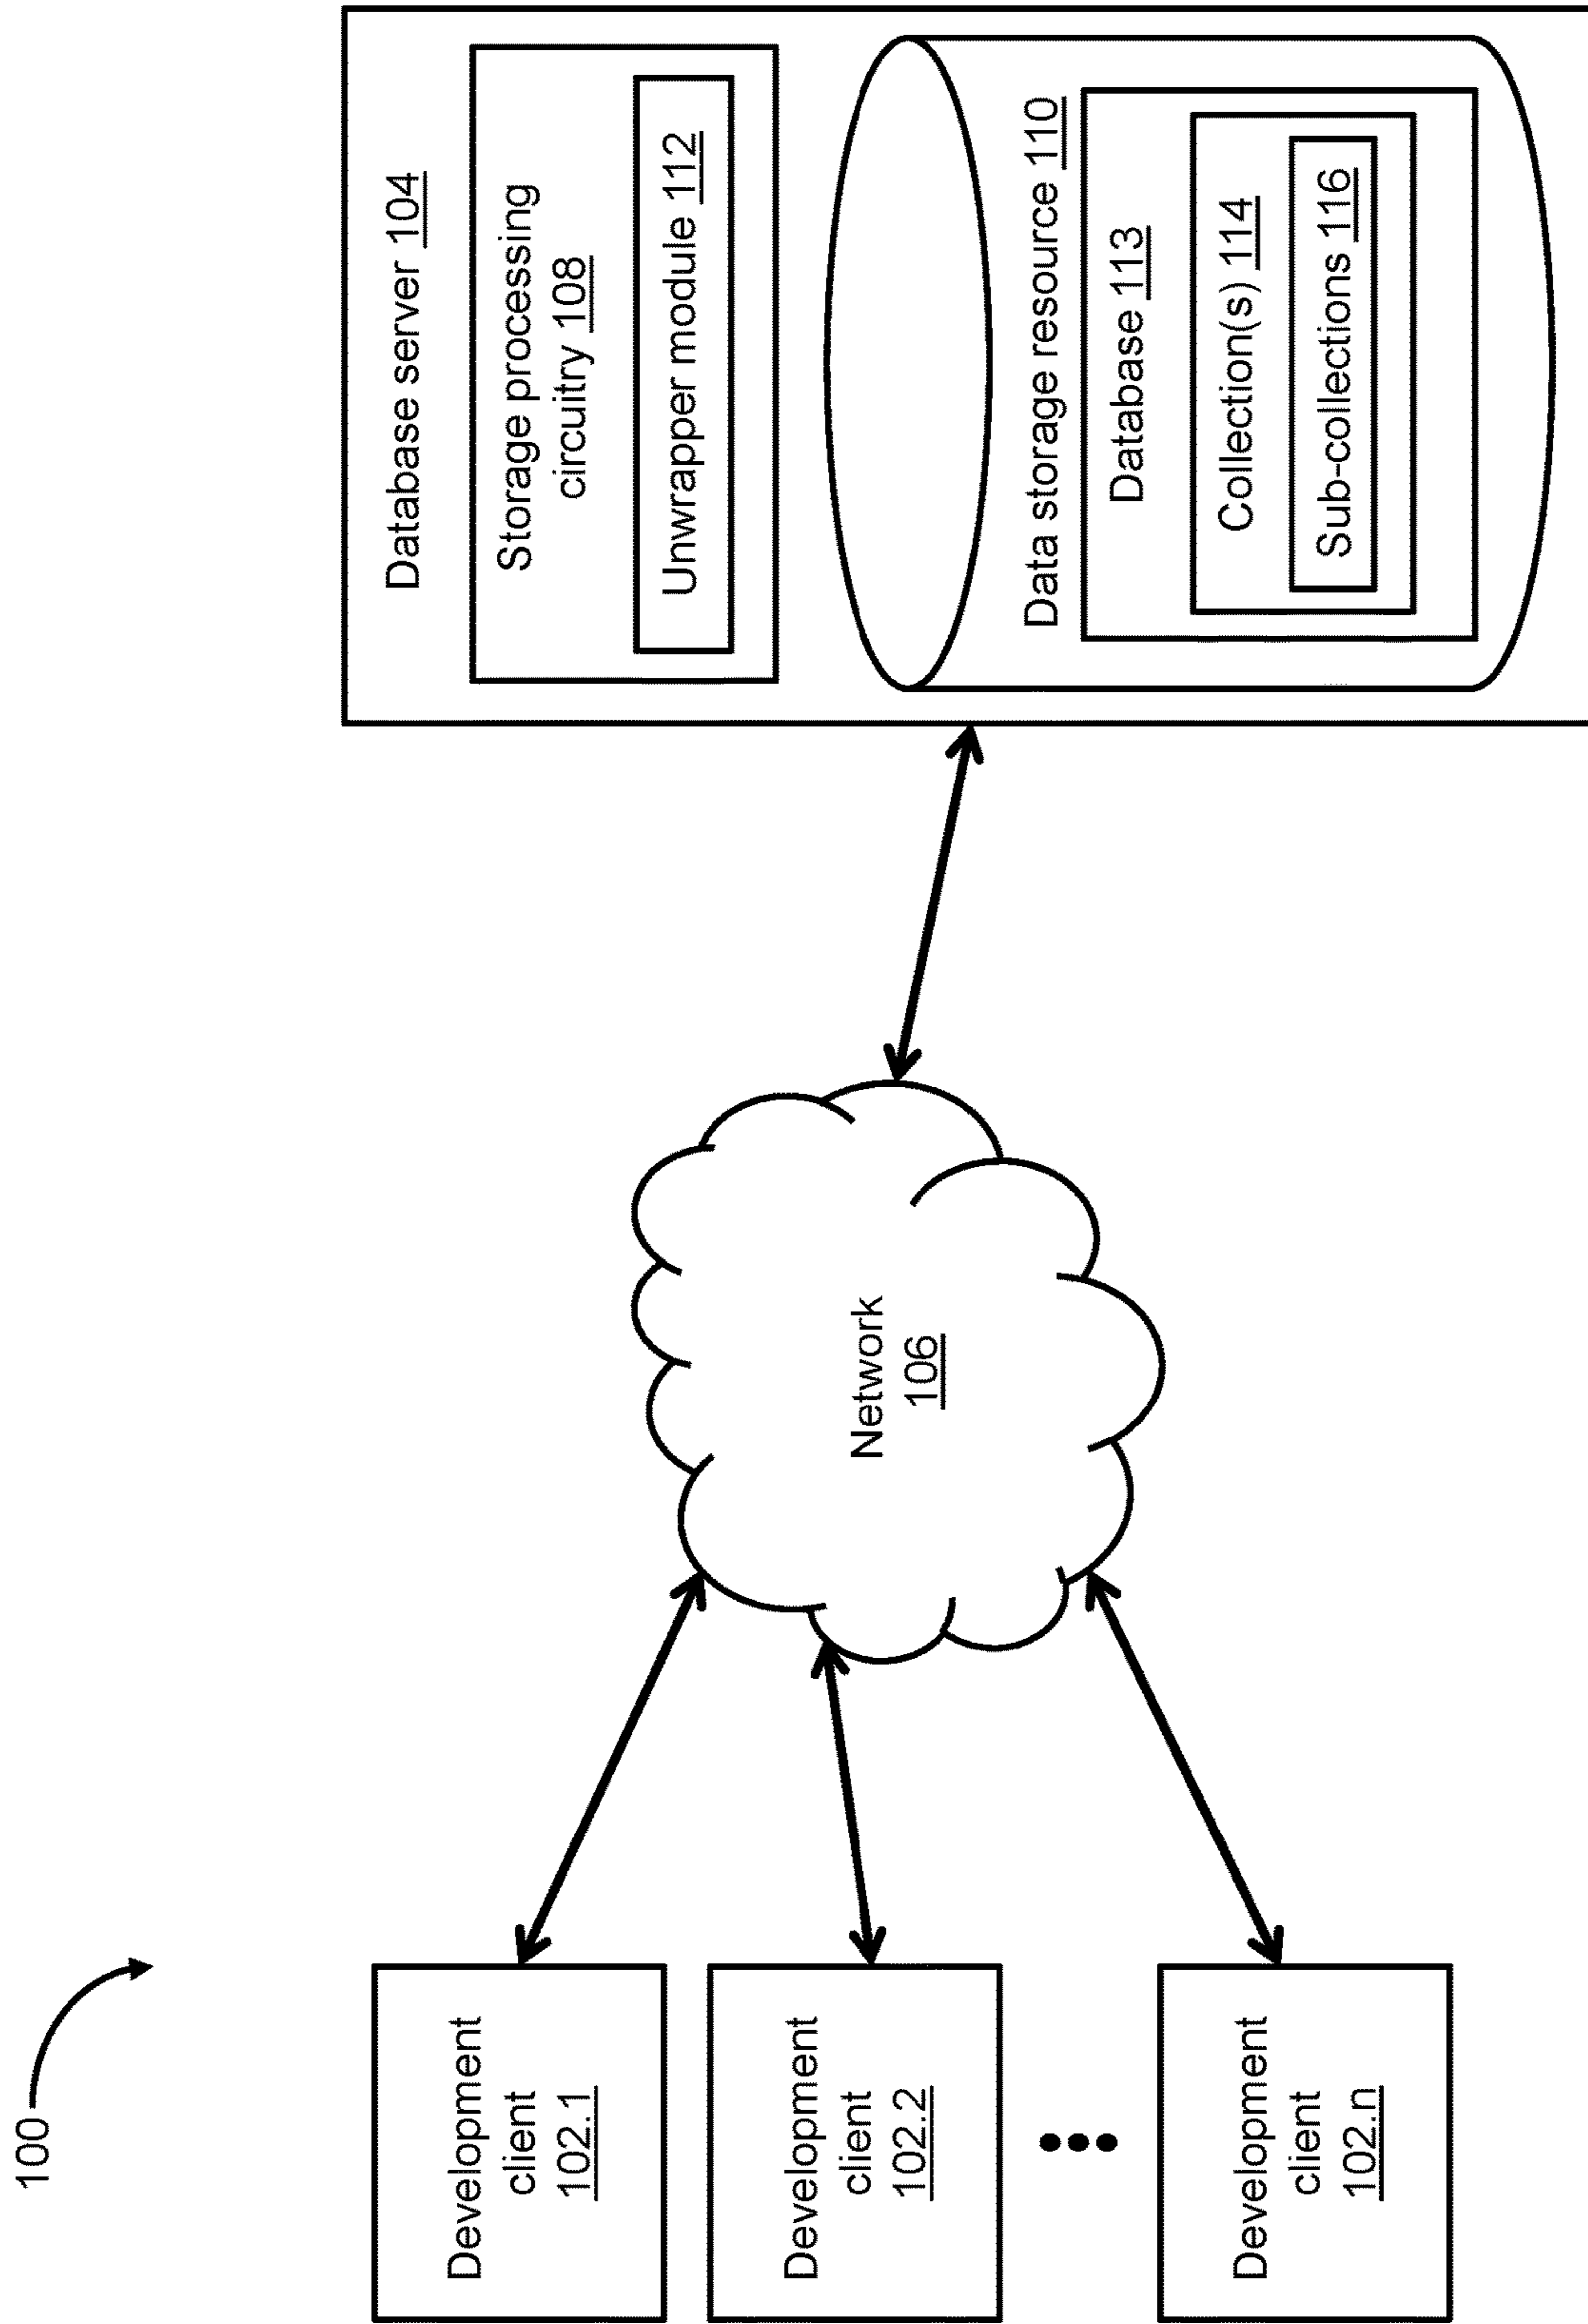 100
Development
client
102.1
Development
client
102.2
Development
client
102.n
Network
106
Database server 104
Storage processing
circuitry 108
Unwrapper module 112
Data storage resource 110
Database 113
Collection(s) 114
Sub-collections 116